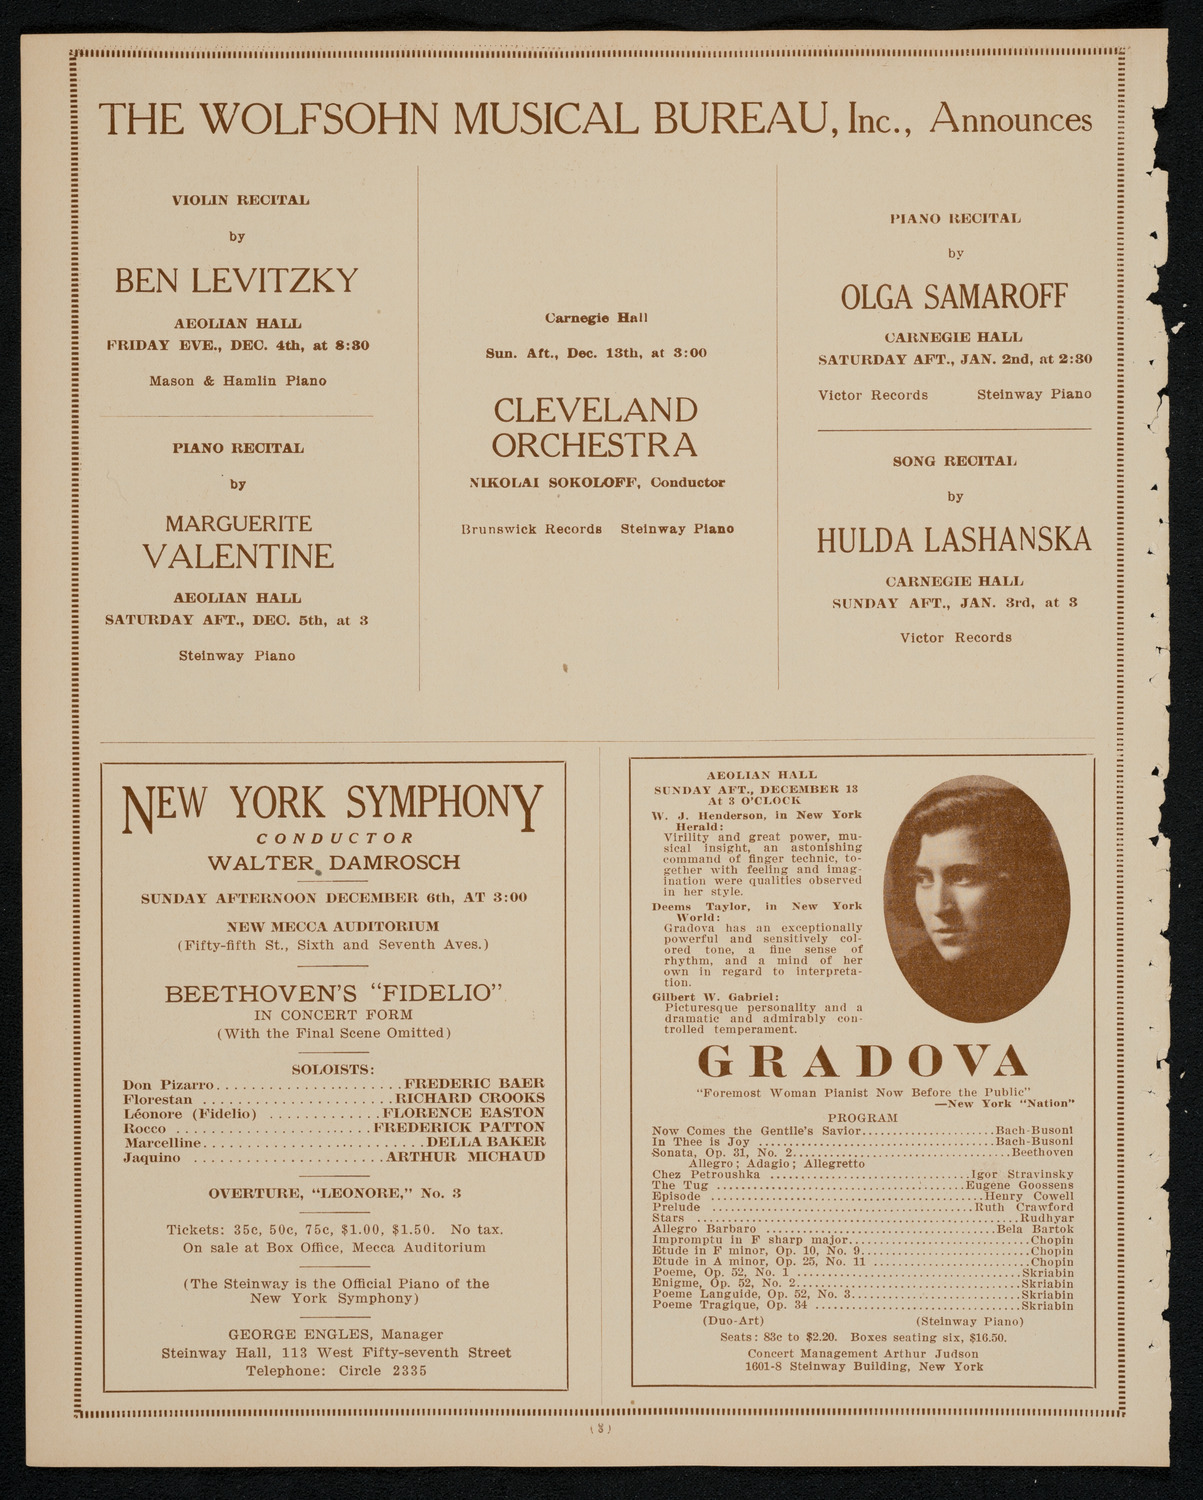 THE WOLFSOHN MUSICAL BUREAU, Inc., Announces
VIOLIN RECITAL
by
BEN LEVITZKY
AEOLIAN HALL
FRIDAY EVE., DEC. 4th, at 8:30
Mason & Hamlin Piano
PIANO RECITAL
by
MARGUERITE
VALENTINE
AEOLIAN HALL
SATURDAY AFT., DEC. 5th, at 3
Steinway Piano
Carnegie Hall
Sun. Aft., Dec. 13th, at 3:00
CLEVELAND
ORCHESTRA
NIKOLAI SOKOLOFF, Conductor
Brunswick Records Steinway Piano
PIANO RECITAL
by
OLGA SAMAROFF
CARNEGIE HALL
SATURDAY AFT., JAN. 2nd, at 2:30
Victor Records Steinway Piano
SONG RECITAL
by
HULDA LASHANSKA
CARNEGIE HALL
SUNDAY AFT., JAN. 3rd, at 3
Victor Records
NEW YORK SYMPHONY
CONDUCTOR
WALTER DAMROSCH
SUNDAY AFTERNOON DECEMBER 6th, AT 3:00
NEW MECCA AUDITORIUM
(Fifty-fifth St., Sixth and Seventh Aves.)
BEETHOVEN'S "FIDELIO"
IN CONCERT FORM
(With the Final Scene Omitted)
SOLOISTS:
Don Pizarro.....................FREDERIC BAER
Florestan ......................RICHARD CROOKS
Léonore (Fidelio) .............FLORENCE EASTON
Rocco ......................FREDERICK PATTON
Marcelline.........................DELLA BAKER
Jaquino ......................ARTHUR MICHAUD
OVERTURE, "LEONORE," No. 3
Tickets: 35c, 50c, 75c, $1.00, $1.50. No tax.
On sale at Box Office, Mecca Auditorium
(The Steinway is the Official Piano of the
New York Symphony)
GEORGE ENGLES, Manager
Steinway Hall, 113 West Fifty-seventh Street
Telephone: Circle 2335
AEOLIAN HALL
SUNDAY AFT., DECEMBER 13
At 3 O'CLOCK
W. J. Henderson, in New York
Herald:
Virility and great power, mu-
sical insight, an astonishing
command of finger technic, to-
gether with feeling and imag-
ination were qualities observed
in her style.
Deems Taylor, in New York
World:
Gradova has an exceptionally
powerful and sensitively col-
ored tone, a fine sense of
rhythm, and a mind of her
own in regard to interpreta-
tion.
Gilbert W. Gabriel:
Picturesque personality and a
dramatic and admirably con-
trolled temperament.
GRADOVA
"Foremost Woman Pianist Now Before the Public"
—New York "Nation"
PROGRAM
Now Comes the Gentile's Savior...................Bach-Busoni
In Thee is Joy ..................................Bach-Busoni
Sonata, Op. 31, No. 2..............................Beethoven
Allegro; Adagio; Allegretto
Chez Petroushka .............................Igor Stravinsky
The Tug ....................................Eugene Goossens
Episode ........................................Henry Cowell
Prelude ......................................Ruth Crawford
Stars ...............................................Rudhyar
Allegro Barbaro .................................Bela Bartok
Impromptu in F sharp major..........................Chopin
Etude in F minor, Op. 10, No. 9.......................Chopin
Etude in A minor, Op. 25, No. 11 ......................Chopin
Poeme, Op. 52, No. 1 ................................Skriabin
Enigme, Op. 52, No. 2...............................Skriabin
Poeme Languide, Op. 52, No. 3........................Skriabin
Poeme Tragique, Op. 34 ..............................Skriabin
(Duo-Art) (Steinway Piano)
Seats: 83c to $2.20. Boxes seating six, $16.50.
Concert Management Arthur Judson
1601-8 Steinway Building, New York
(8)